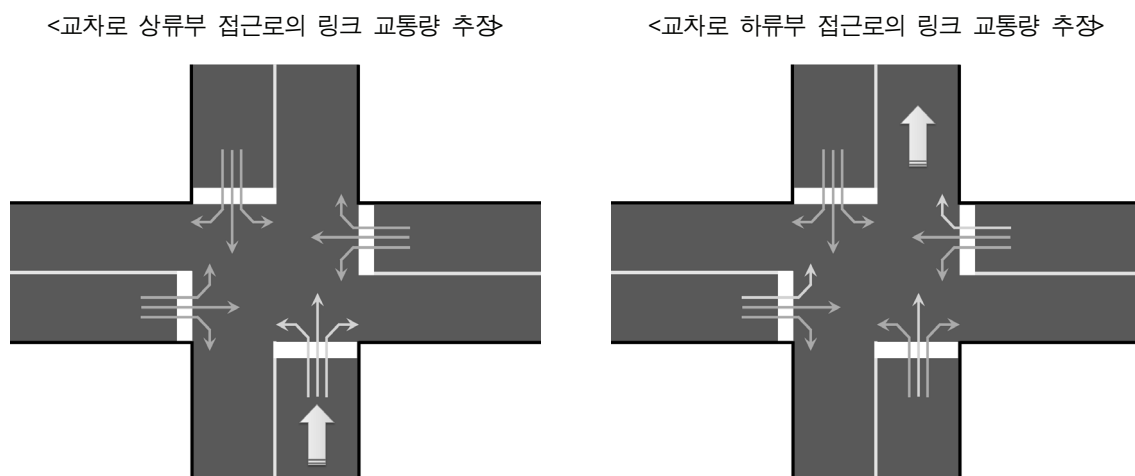 <교차로 상류부 접근로의 링크 교통량 추정>
<교차로 하류부 접근로의 링크 교통량 추정>